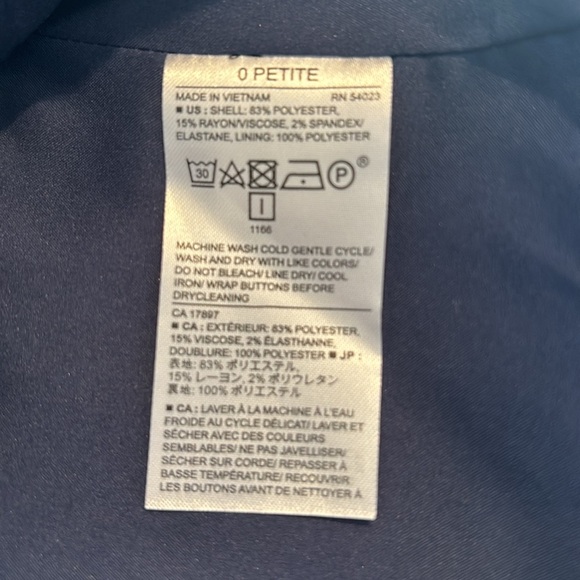 0 PETITE
MADE IN VIETNAM RN 54023
■ US : SHELL: 83% POLYESTER,
15% RAYON/VISCOSE, 2% SPANDEX/
ELASTANE, LINING: 100% POLYESTER
30 P ®
1166
MACHINE WASH COLD GENTLE CYCLE/
WASH AND DRY WITH LIKE COLORS/
DO NOT BLEACH/ LINE DRY/ COOL
IRON/ WRAP BUTTONS BEFORE
DRYCLEANING
CA 17897
■ CA : EXTÉRIEUR: 83% POLYESTER,
15% VISCOSE, 2% ÉLASTHANNE,
DOUBLURE: 100% POLYESTER ■ JP :
表地: 83% ポリエステル,
15% レーヨン, 2% ポリウレタン
裏地: 100% ポリエステル
■ CA : LAVER À LA MACHINE À L'EAU
FROIDE AU CYCLE DÉLICAT/ LAVER ET
SÉCHER AVEC DES COULEURS
SEMBLABLES/ NE PAS JAVELLISER/
SÉCHER SUR CORDE/ REPASSER À
BASSE TEMPÉRATURE/ RECOUVRIR
LES BOUTONS AVANT DE NETTOYER À